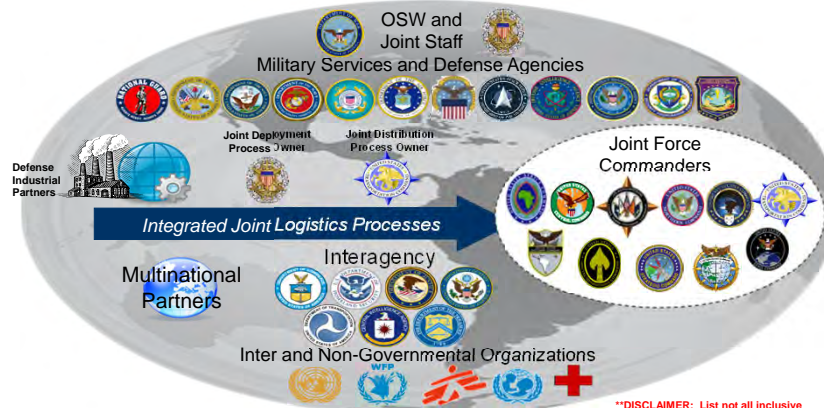 OSW and
Joint Staff
Military Services and Defense Agencies
NATIONAL GUARD
Joint Deployment
Process Owner
Joint Distribution
Process Owner
Defense
Industrial
Partners
Joint Force
Commanders
Integrated Joint Logistics Processes
Multinational
Partners
Interagency
Inter and Non-Governmental Organizations
WFP
**DISCLAIMER: List not all inclusive